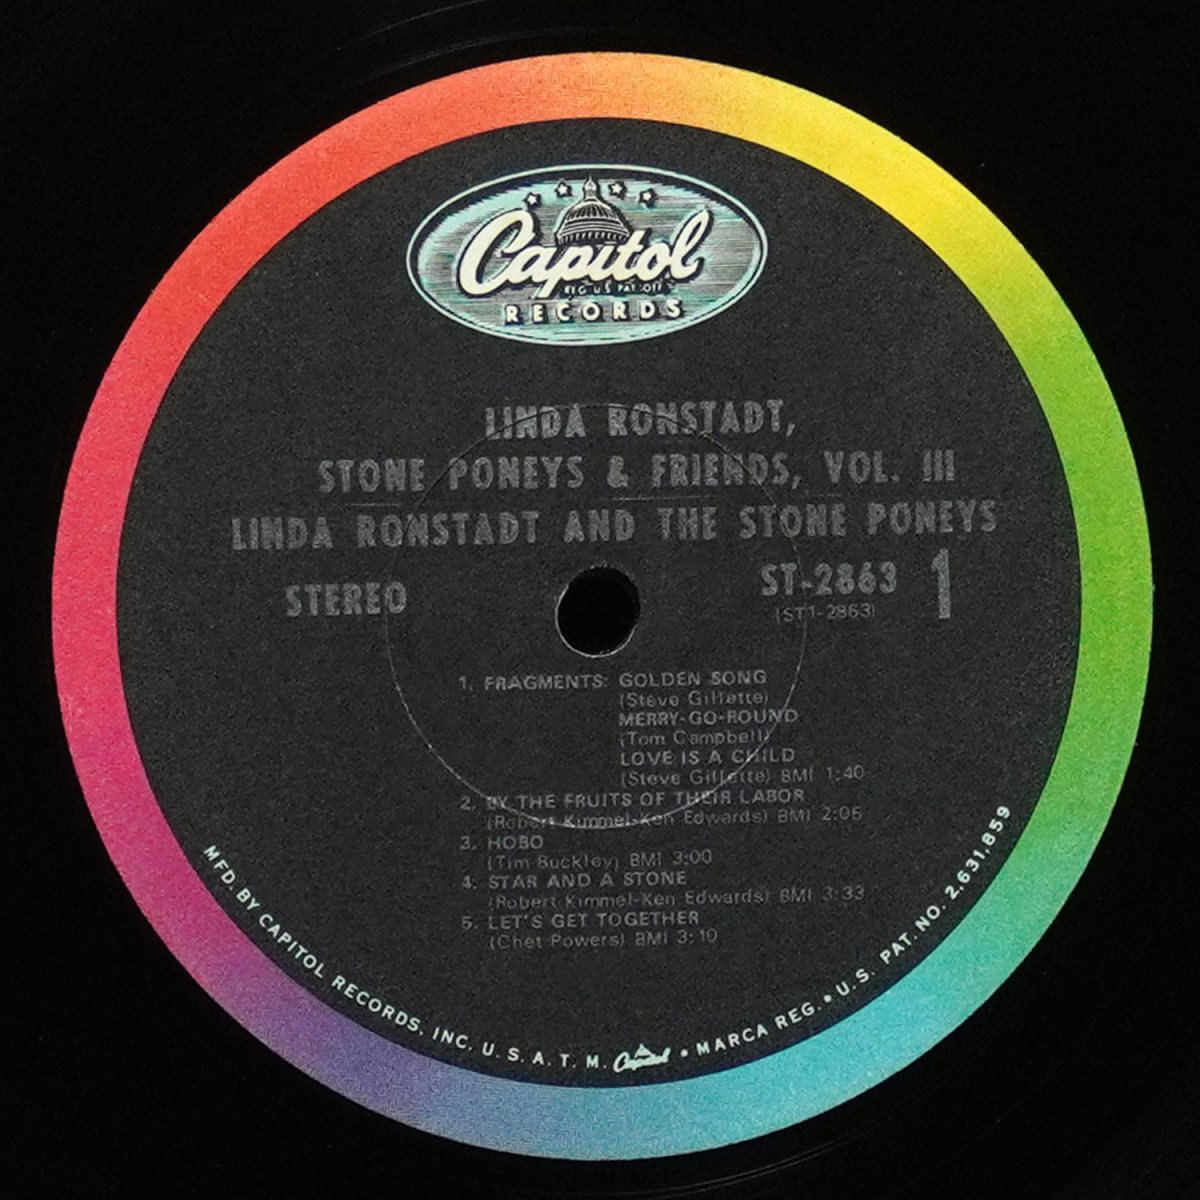 Capitol
REG. U.S. PAT. OFF.
RECORDS
LINDA RONSTADT,
STONE PONEYS & FRIENDS, VOL. III
LINDA RONSTADT AND THE STONE PONEYS
STEREO
ST-2863 1
(ST1-2863)
1. FRAGMENTS: GOLDEN SONG
(Steve Gillette)
MERRY-GO-ROUND
(Tom Campbell)
LOVE IS A CHILD
(Steve Gillette) BMI 1:40
2. BY THE FRUITS OF THEIR LABOR
(Robert Kimmel-Ken Edwards) BMI 2:05
3. HOBO
(Tim Buckley) BMI 3:00
4. STAR AND A STONE
(Robert Kimmel-Ken Edwards) BMI 3:33
5. LET'S GET TOGETHER
(Chet Powers) BMI 3:10
MFD. BY CAPITOL RECORDS, INC. U.S.A. T.M. Capitol • MARCA REG. • U.S. PAT. NO. 2,631,859